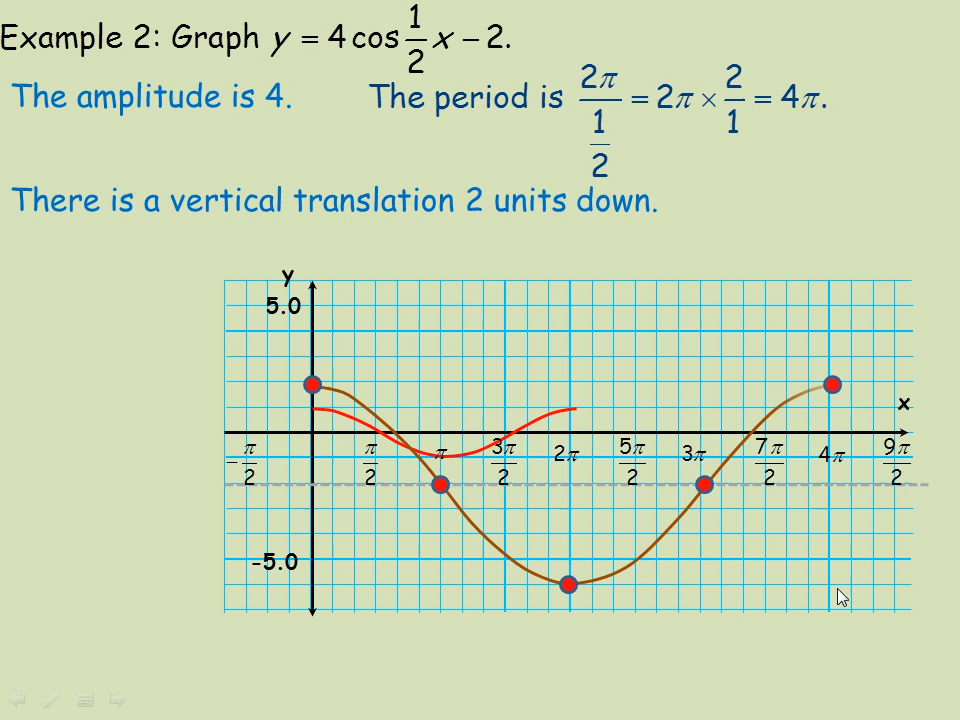 Example 2: Graph y = 4 cos 1/2 x − 2.
The amplitude is 4. The period is 2π/(1/2) = 2π × 2/1 = 4π.
There is a vertical translation 2 units down.
y
5.0
x
−π/2 π/2 π 3π/2 2π 5π/2 3π 7π/2 4π 9π/2
-5.0